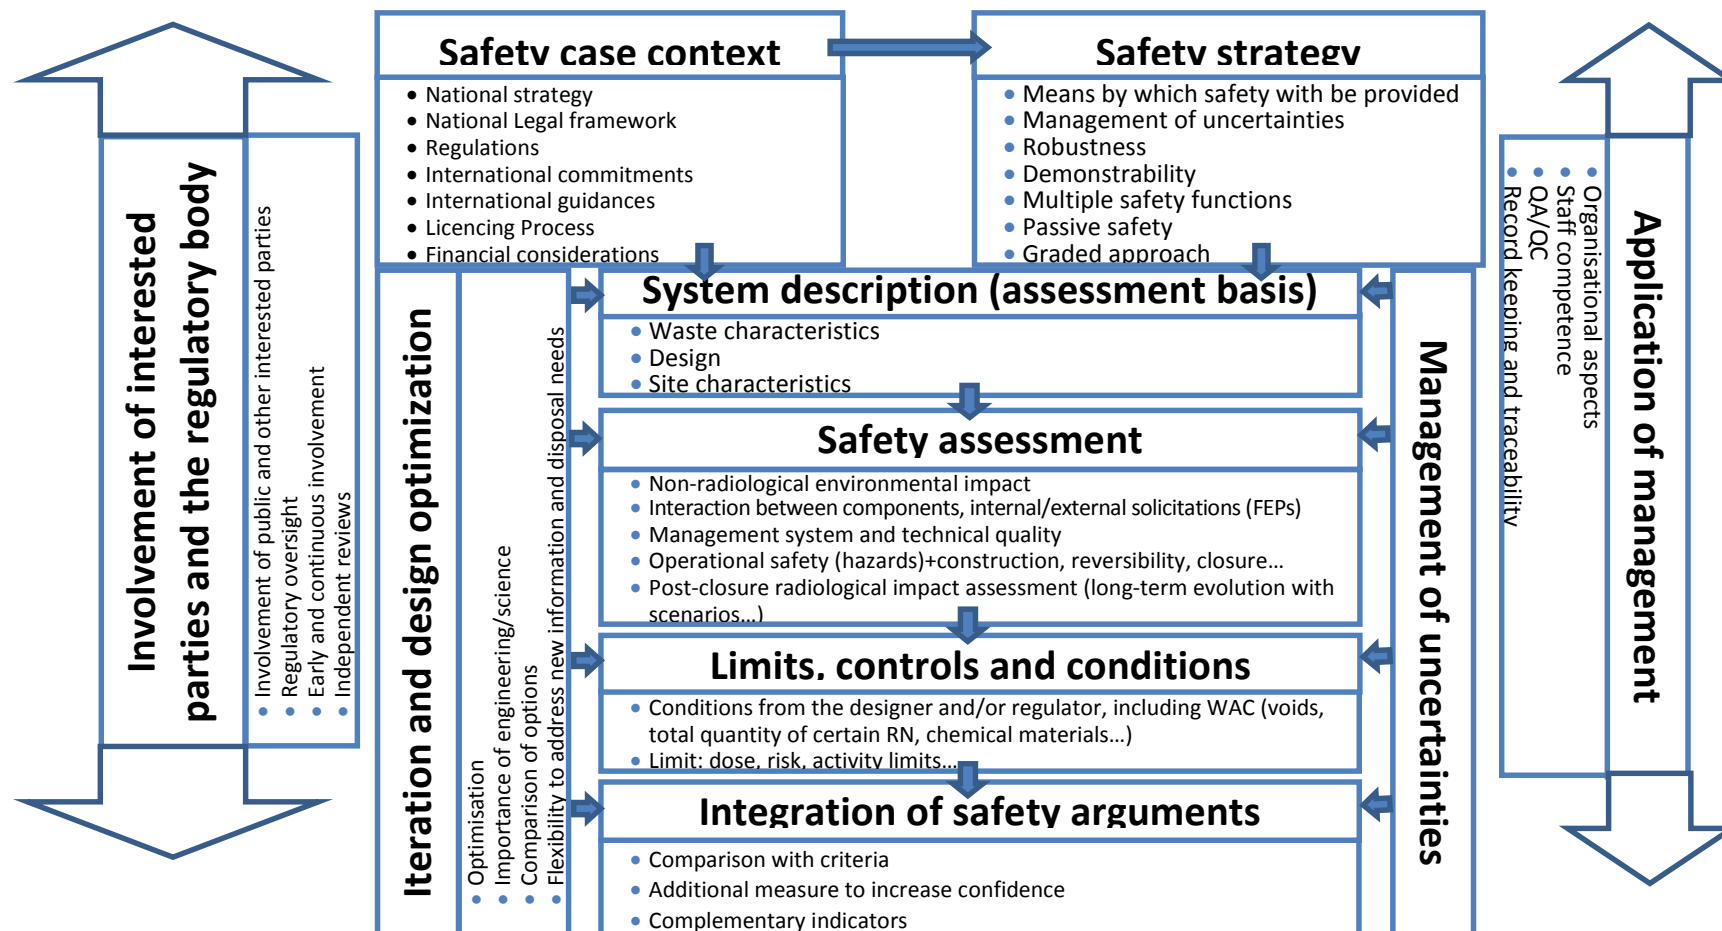 Safety case context
National strategy
National Legal framework
Regulations
International commitments
International guidances
Licencing Process
Financial considerations
Safety strategy
Means by which safety with be provided
Management of uncertainties
Robustness
Demonstrability
Multiple safety functions
Passive safety
Graded approach
Involvement of interested
parties and the regulatory body
Involvement of public and other interested parties
Regulatory oversight
Early and continuous involvement
Independent reviews
Iteration and design optimization
Optimisation
Importance of engineering/science
Comparison of options
Flexibility to address new information and disposal needs
System description (assessment basis)
Waste characteristics
Design
Site characteristics
Safety assessment
Non-radiological environmental impact
Interaction between components, internal/external solicitations (FEPs)
Management system and technical quality
Operational safety (hazards)+construction, reversibility, closure…
Post-closure radiological impact assessment (long-term evolution with
scenarios…)
Limits, controls and conditions
Conditions from the designer and/or regulator, including WAC (voids,
total quantity of certain RN, chemical materials…)
Limit: dose, risk, activity limits…
Integration of safety arguments
Comparison with criteria
Additional measure to increase confidence
Complementary indicators
Management of uncertainties
Application of management
Organisational aspects
Staff competence
QA/QC
Record keeping and traceability